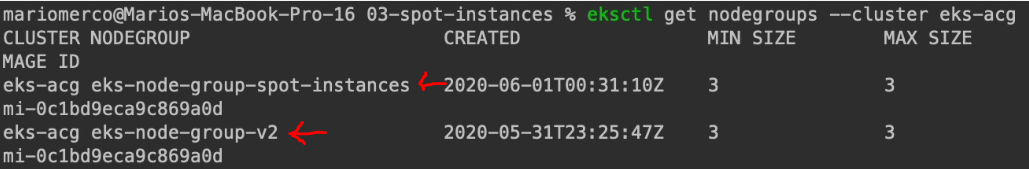 mariomerco@Marios-MacBook-Pro-16 03-spot-instances % eksctl get nodegroups --cluster eks-acg
CLUSTER NODEGROUP CREATED MIN SIZE MAX SIZE
MAGE ID
eks-acg eks-node-group-spot-instances 2020-06-01T00:31:10Z 3 3
mi-0c1bd9eca9c869a0d
eks-acg eks-node-group-v2 2020-05-31T23:25:47Z 3 3
mi-0c1bd9eca9c869a0d